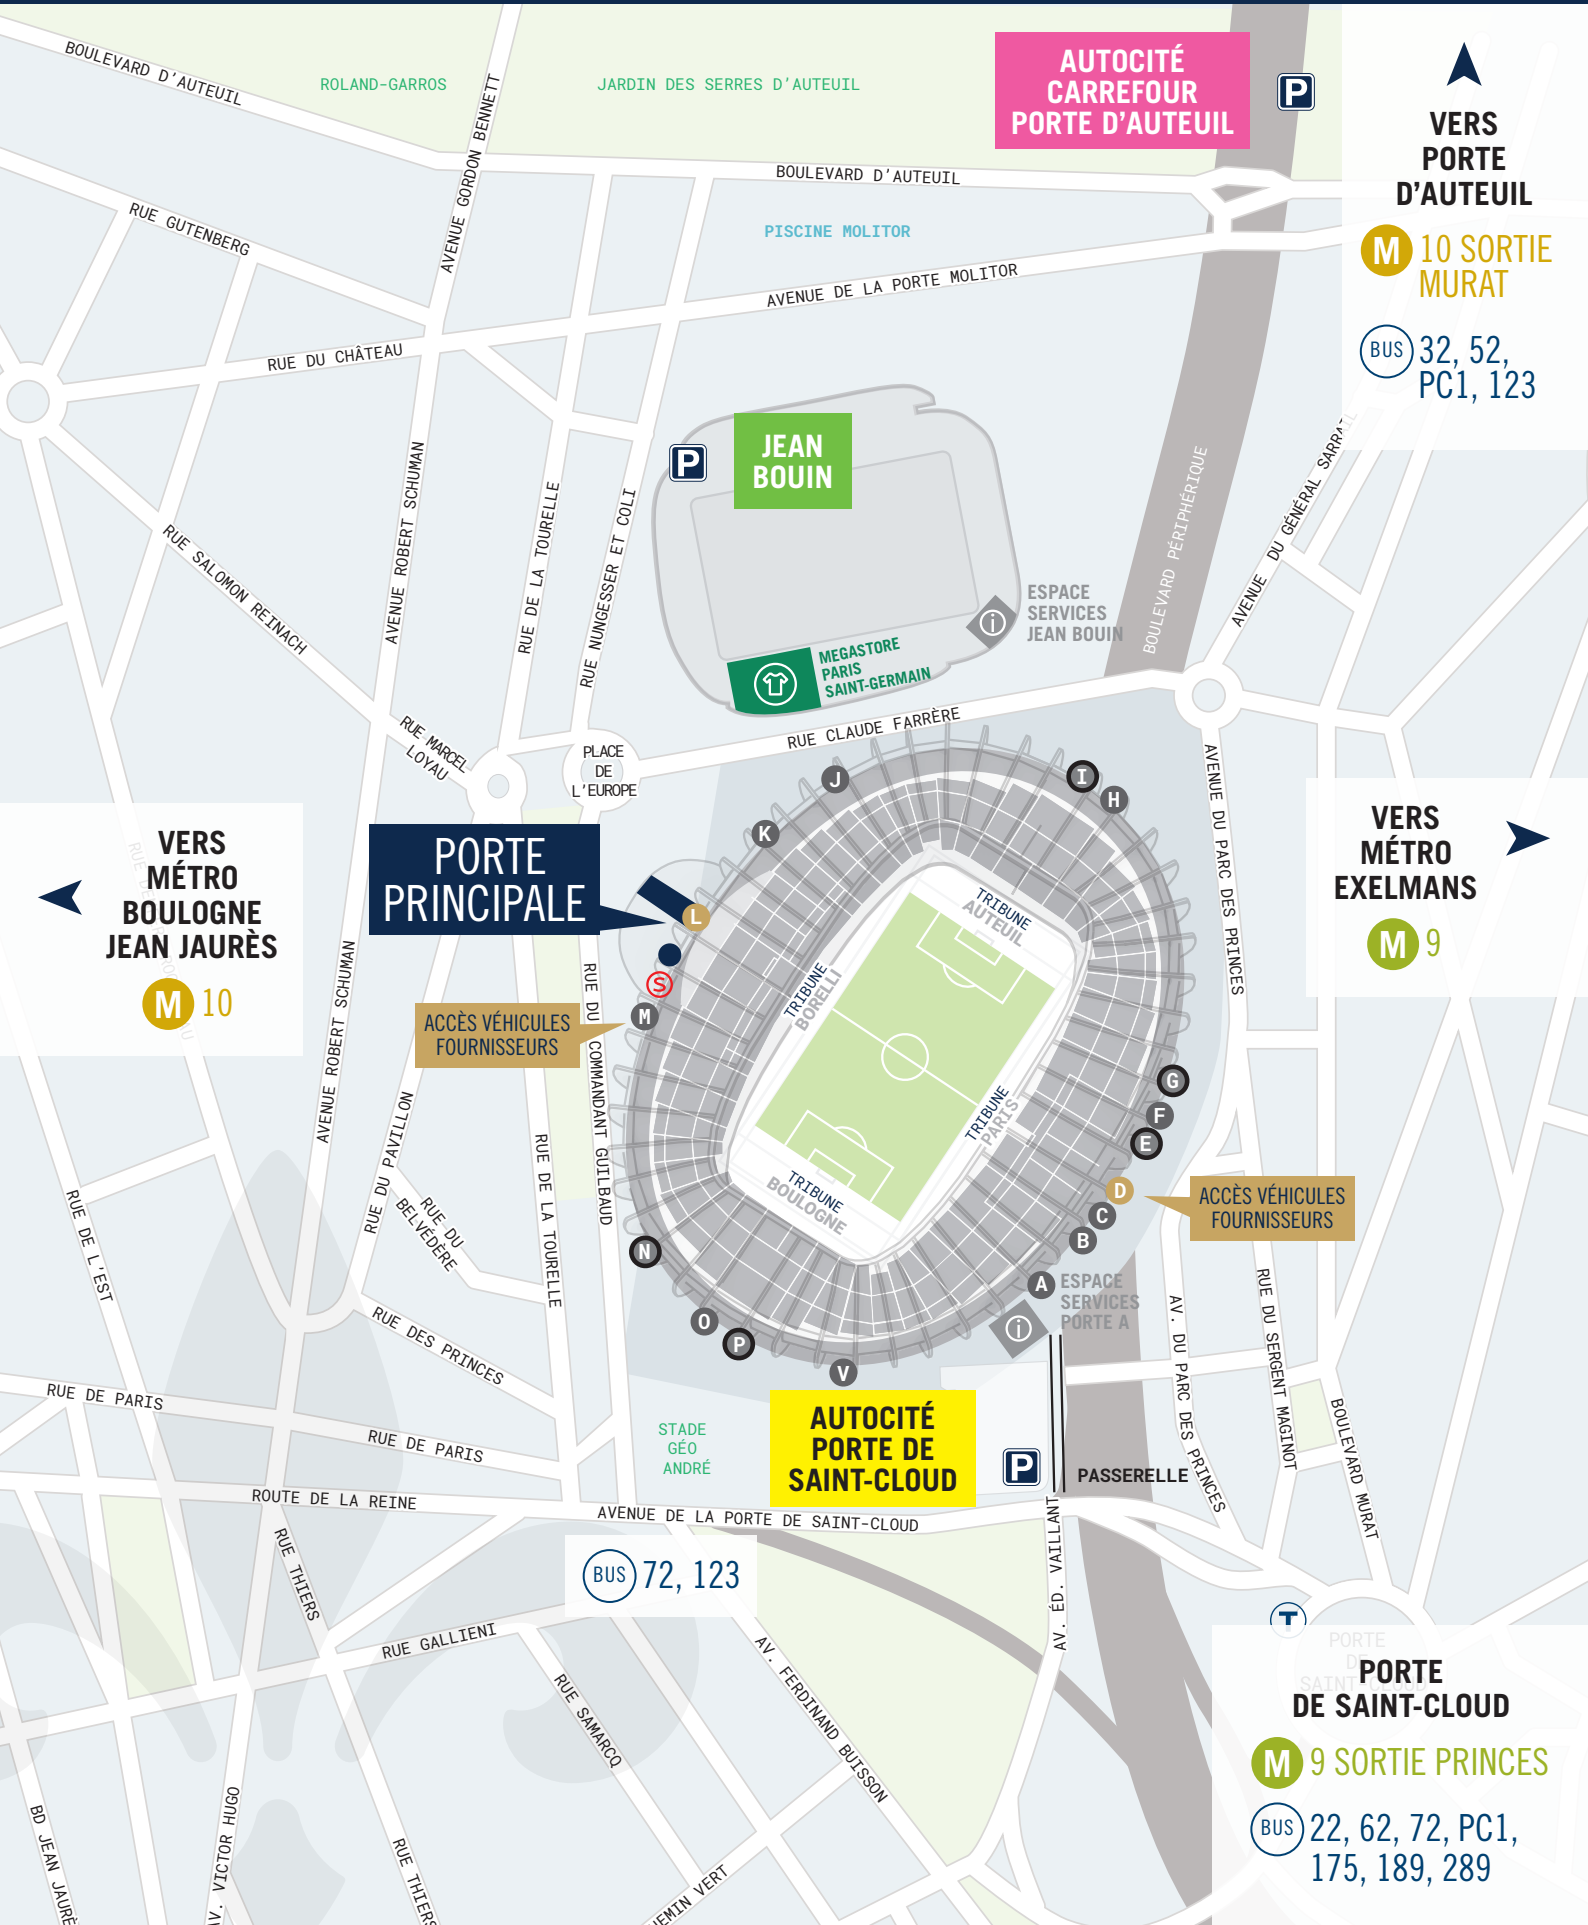 BOULEVARD D'AUTEUIL
ROLAND-GARROS
JARDIN DES SERRES D'AUTEUIL
AUTOCITÉ
CARREFOUR
PORTE D'AUTEUIL
P
VERS
PORTE
D'AUTEUIL
M 10 SORTIE
MURAT
BUS 32, 52,
PC1, 123
AVENUE GORDON BENNETT
BOULEVARD D'AUTEUIL
RUE GUTENBERG
PISCINE MOLITOR
AVENUE DE LA PORTE MOLITOR
RUE DU CHÂTEAU
JEAN
BOUIN
P
AVENUE ROBERT SCHUMAN
RUE DE LA TOURELLE
RUE NUNGESSER ET COLI
BOULEVARD PÉRIPHÉRIQUE
AVENUE DU GÉNÉRAL SARRAIL
RUE SALOMON REINACH
ESPACE
SERVICES
JEAN BOUIN
MEGASTORE
PARIS
SAINT-GERMAIN
RUE CLAUDE FARRÈRE
RUE MARCEL
LOYAU
PLACE
DE
L'EUROPE
J
I
H
K
AVENUE DU PARC DES PRINCES
VERS
MÉTRO
EXELMANS
M 9
VERS
MÉTRO
BOULOGNE
JEAN JAURÈS
M 10
PORTE
PRINCIPALE
L
S
M
ACCÈS VÉHICULES
FOURNISSEURS
TRIBUNE
AUTEUIL
TRIBUNE
BORELLI
TRIBUNE
PARIS
TRIBUNE
BOULOGNE
AVENUE ROBERT SCHUMAN
RUE DU COMMANDANT GUILBAUD
G
F
E
D
C
B
A
ACCÈS VÉHICULES
FOURNISSEURS
RUE DU PAVILLON
RUE DU
BELVÉDÈRE
RUE DE LA TOURELLE
RUE DE L'EST
N
O
P
V
ESPACE
SERVICES
PORTE A
AV. DU PARC DES PRINCES
RUE DU SERGENT MAGINOT
BOULEVARD MURAT
RUE DES PRINCES
RUE DE PARIS
RUE DE PARIS
STADE
GÉO
ANDRÉ
AUTOCITÉ
PORTE DE
SAINT-CLOUD
P
PASSERELLE
ROUTE DE LA REINE
AVENUE DE LA PORTE DE SAINT-CLOUD
AV. ÉD. VAILLANT
BUS 72, 123
RUE THIERS
RUE GALLIENI
RUE SAMARCQ
AV. FERDINAND BUISSON
T
PORTE
DE
SAINT-CLOUD
PORTE
DE SAINT-CLOUD
M 9 SORTIE PRINCES
BUS 22, 62, 72, PC1,
175, 189, 289
BD JEAN JAURÈ
AV. VICTOR HUGO
RUE THIERS
EMIN VERT